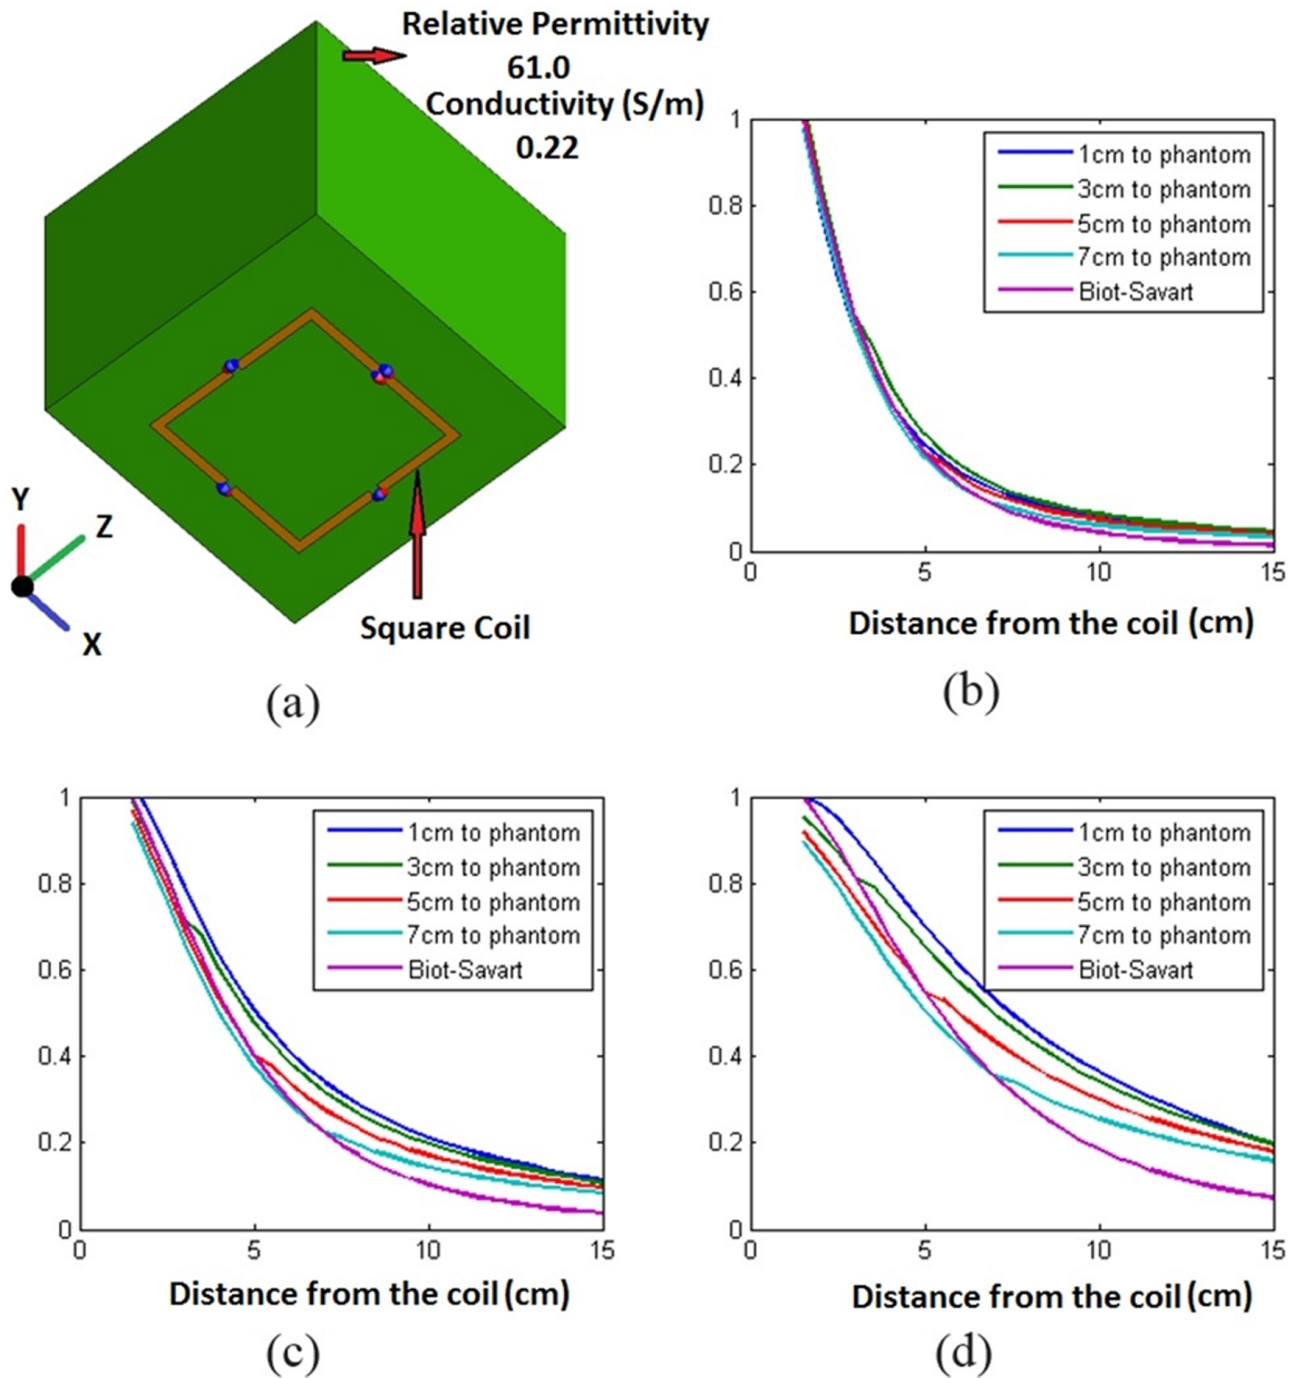 Relative Permittivity
61.0
Conductivity (S/m)
0.22
Y
Z
X
Square Coil
(a)
1
0.8
0.6
0.4
0.2
0
0 5 10 15
1cm to phantom
3cm to phantom
5cm to phantom
7cm to phantom
Biot-Savart
Distance from the coil (cm)
(b)
1
0.8
0.6
0.4
0.2
0
0 5 10 15
1cm to phantom
3cm to phantom
5cm to phantom
7cm to phantom
Biot-Savart
Distance from the coil (cm)
(c)
1
0.8
0.6
0.4
0.2
0
0 5 10 15
1cm to phantom
3cm to phantom
5cm to phantom
7cm to phantom
Biot-Savart
Distance from the coil (cm)
(d)